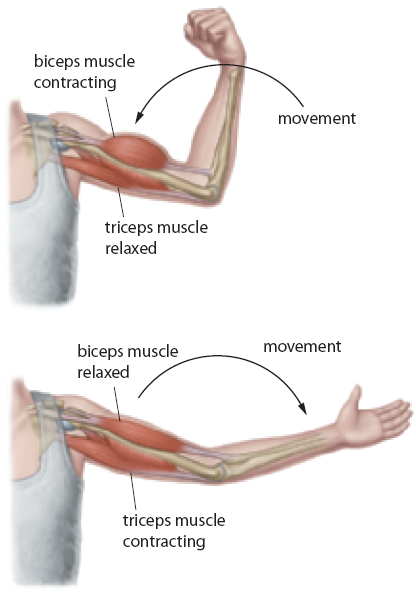 biceps muscle
contracting
movement
triceps muscle
relaxed
biceps muscle
relaxed
movement
triceps muscle
contracting